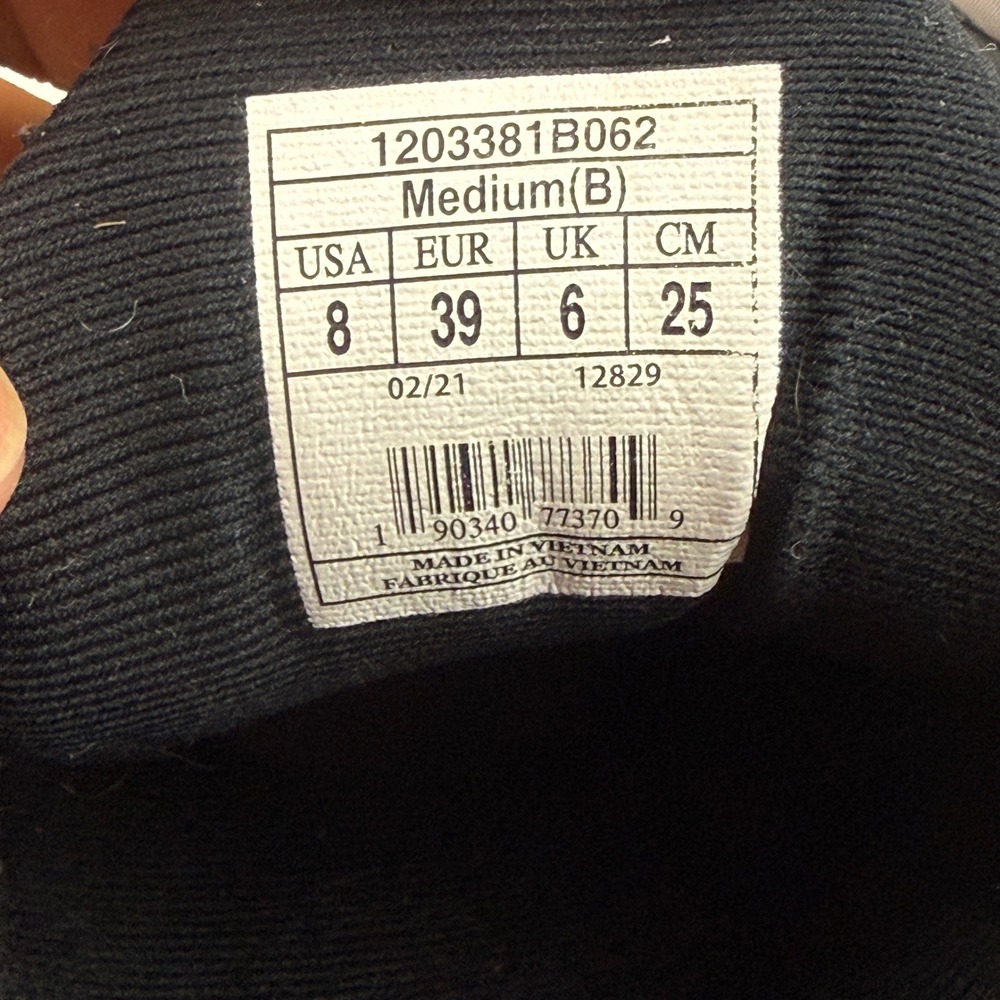 1203381B062
Medium(B)
USA EUR UK CM
8 39 6 25
02/21 12829
1 90340 77370 9
MADE IN VIETNAM
FABRIQUE AU VIETNAM